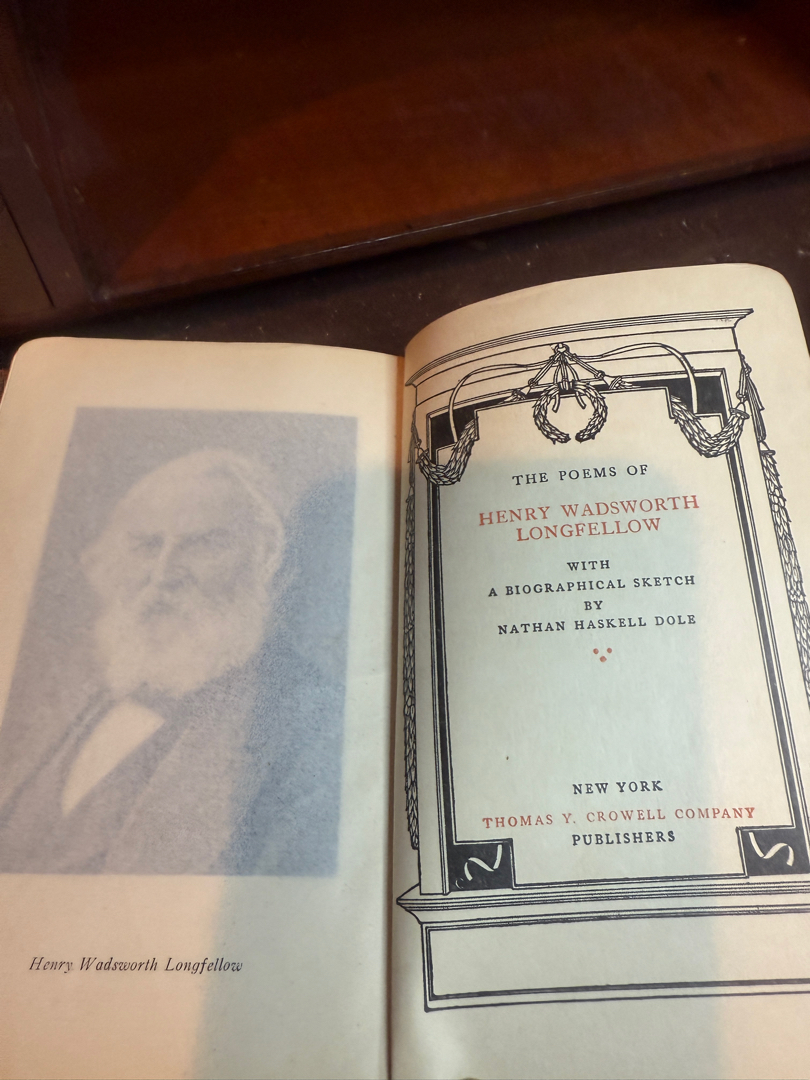 Henry Wadsworth Longfellow
THE POEMS OF
HENRY WADSWORTH
LONGFELLOW
WITH
A BIOGRAPHICAL SKETCH
BY
NATHAN HASKELL DOLE
NEW YORK
THOMAS Y. CROWELL COMPANY
PUBLISHERS